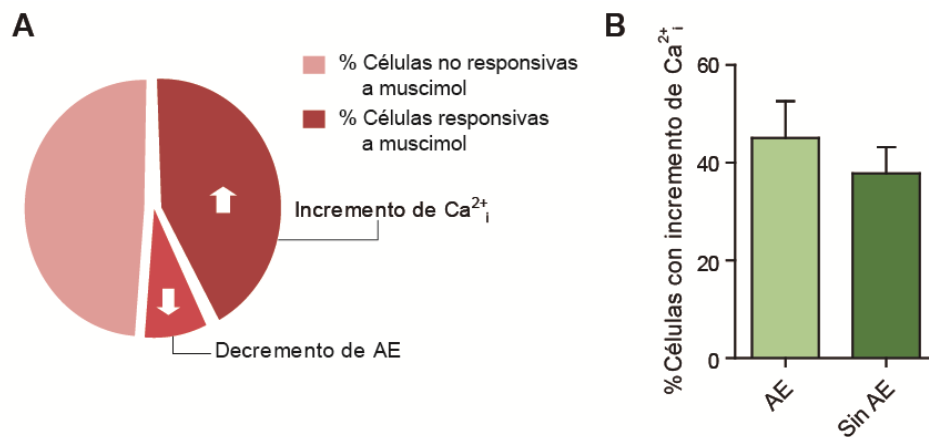 A
% Células no responsivas
a muscimol
% Células responsivas
a muscimol
Incremento de Ca²⁺ᵢ
Decremento de AE
B
%Células con incremento de Ca²⁺ᵢ
60
40
20
0
AE
Sin AE